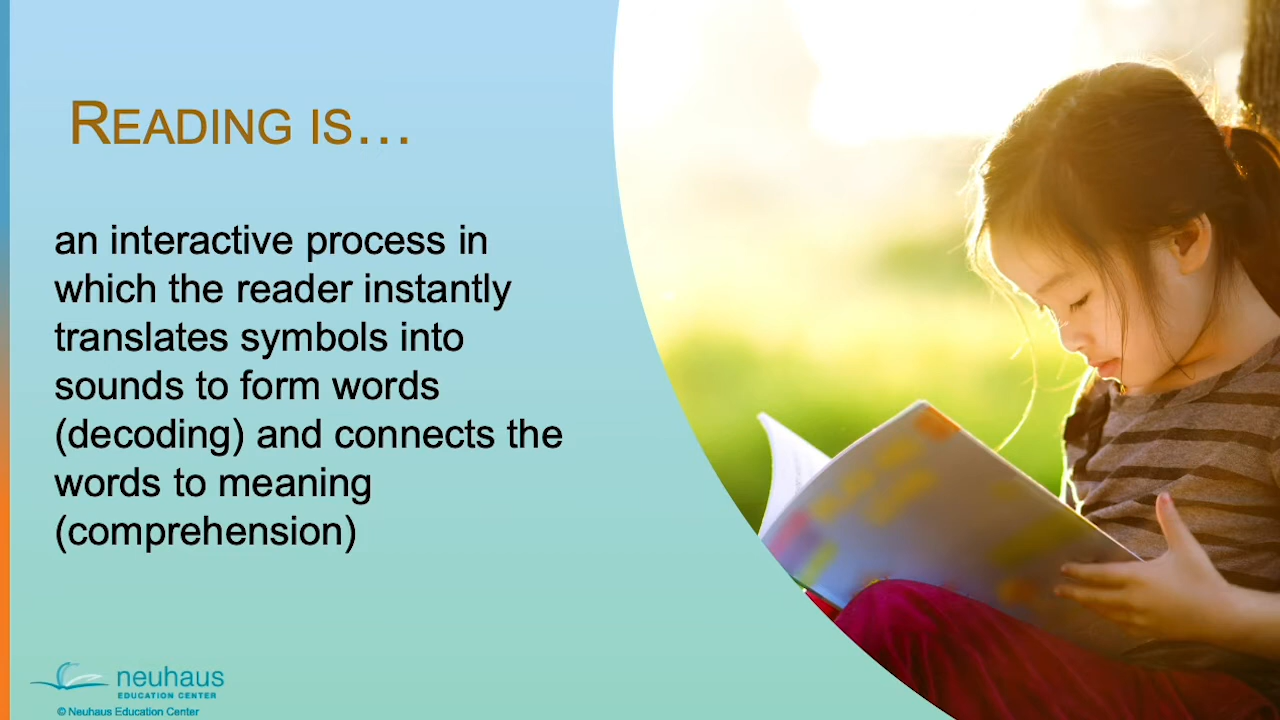 READING IS...
an interactive process in
which the reader instantly
translates symbols into
sounds to form words
(decoding) and connects the
words to meaning
(comprehension)
neuhaus
EDUCATION CENTER
© Neuhaus Education Center